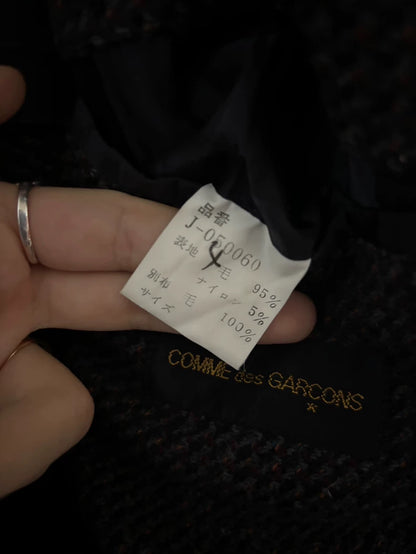 品番
J-050060
表地 毛 95%
ナイロン 5%
別布 毛 100%
サイズ
COMME des GARCONS
*